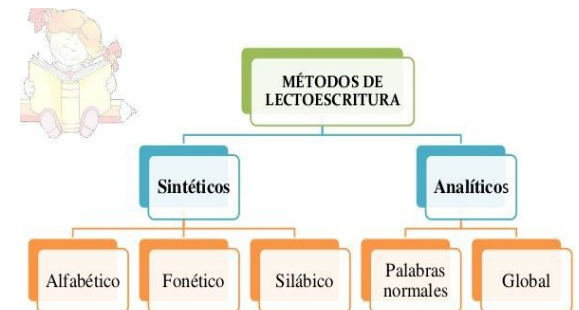 MÉTODOS DE
LECTOESCRITURA
Sintéticos
Analíticos
Alfabético
Fonético
Silábico
Palabras
normales
Global